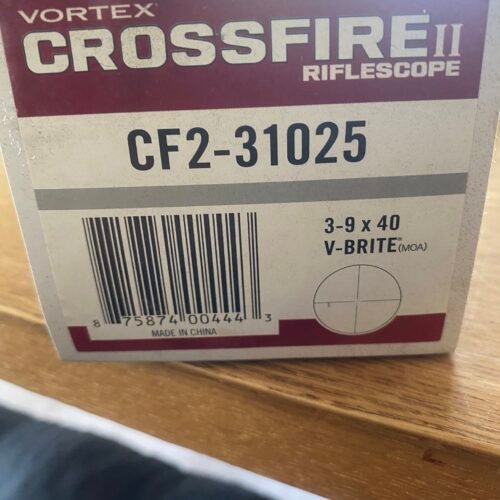 VORTEX®
CROSSFIRE II
RIFLESCOPE
CF2-31025
3-9 x 40
V-BRITE® (MOA)
8 75874 00444 3
MADE IN CHINA